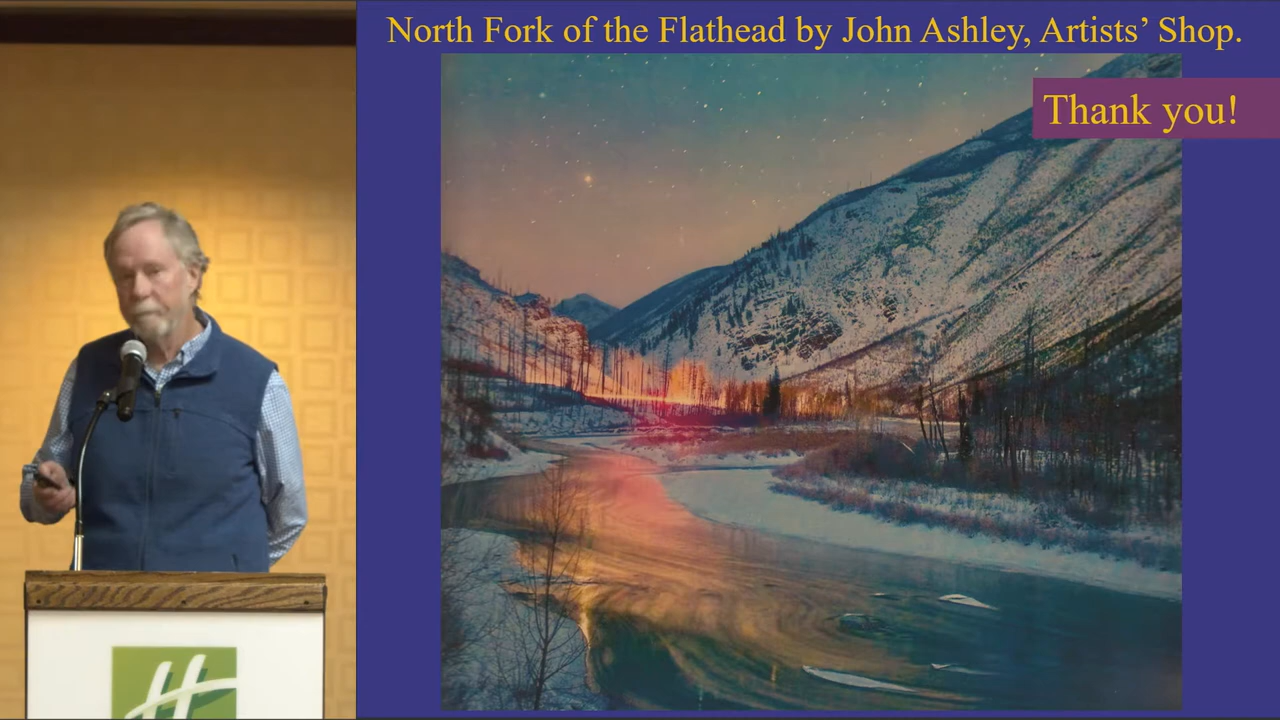 North Fork of the Flathead by John Ashley, Artists’ Shop.
Thank you!
H